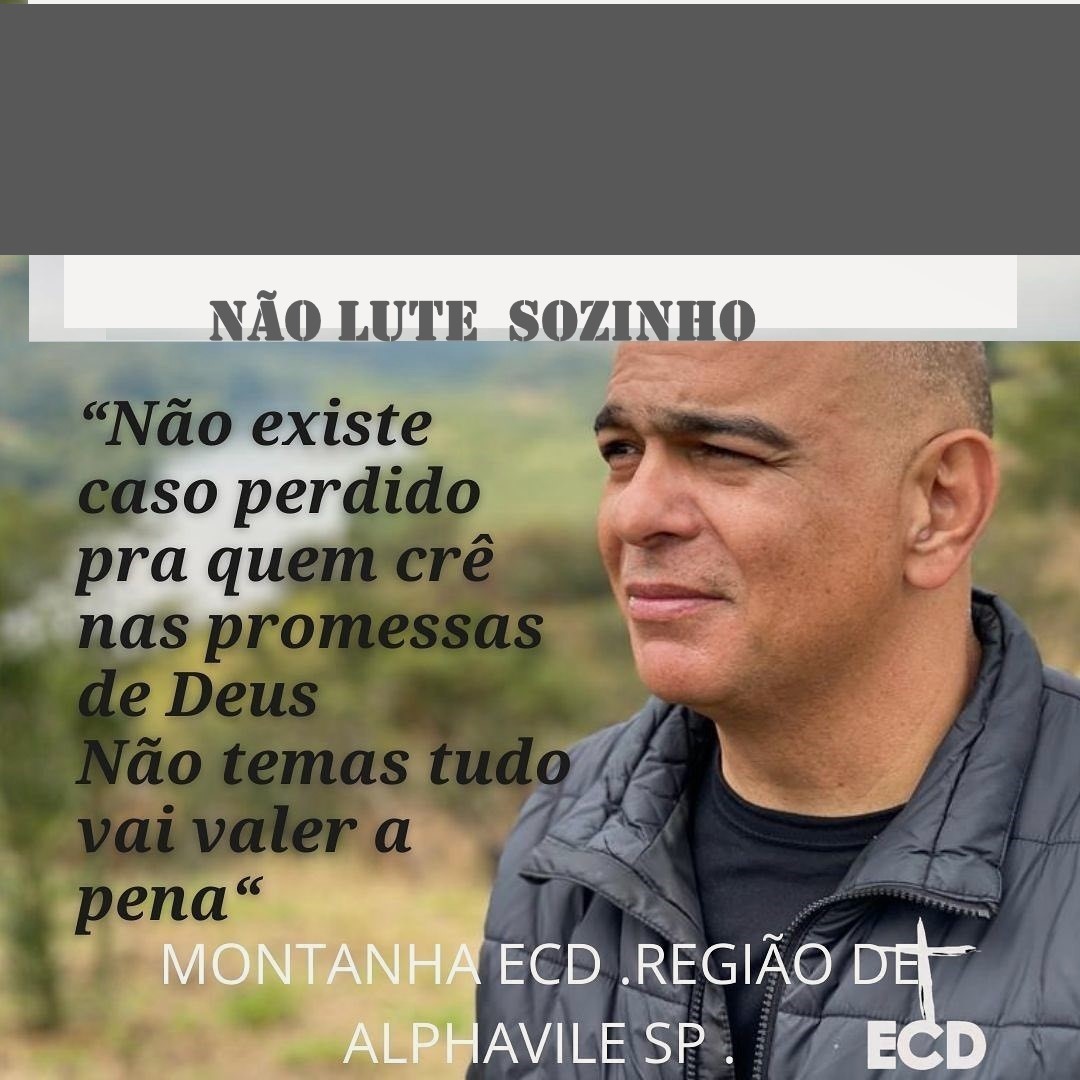 NÃO LUTE SOZINHO
“Não existe
caso perdido
pra quem crê
nas promessas
de Deus
Não temas tudo
vai valer a
pena“
MONTANHA ECD .REGIÃO DE
ALPHAVILE SP .
ECD